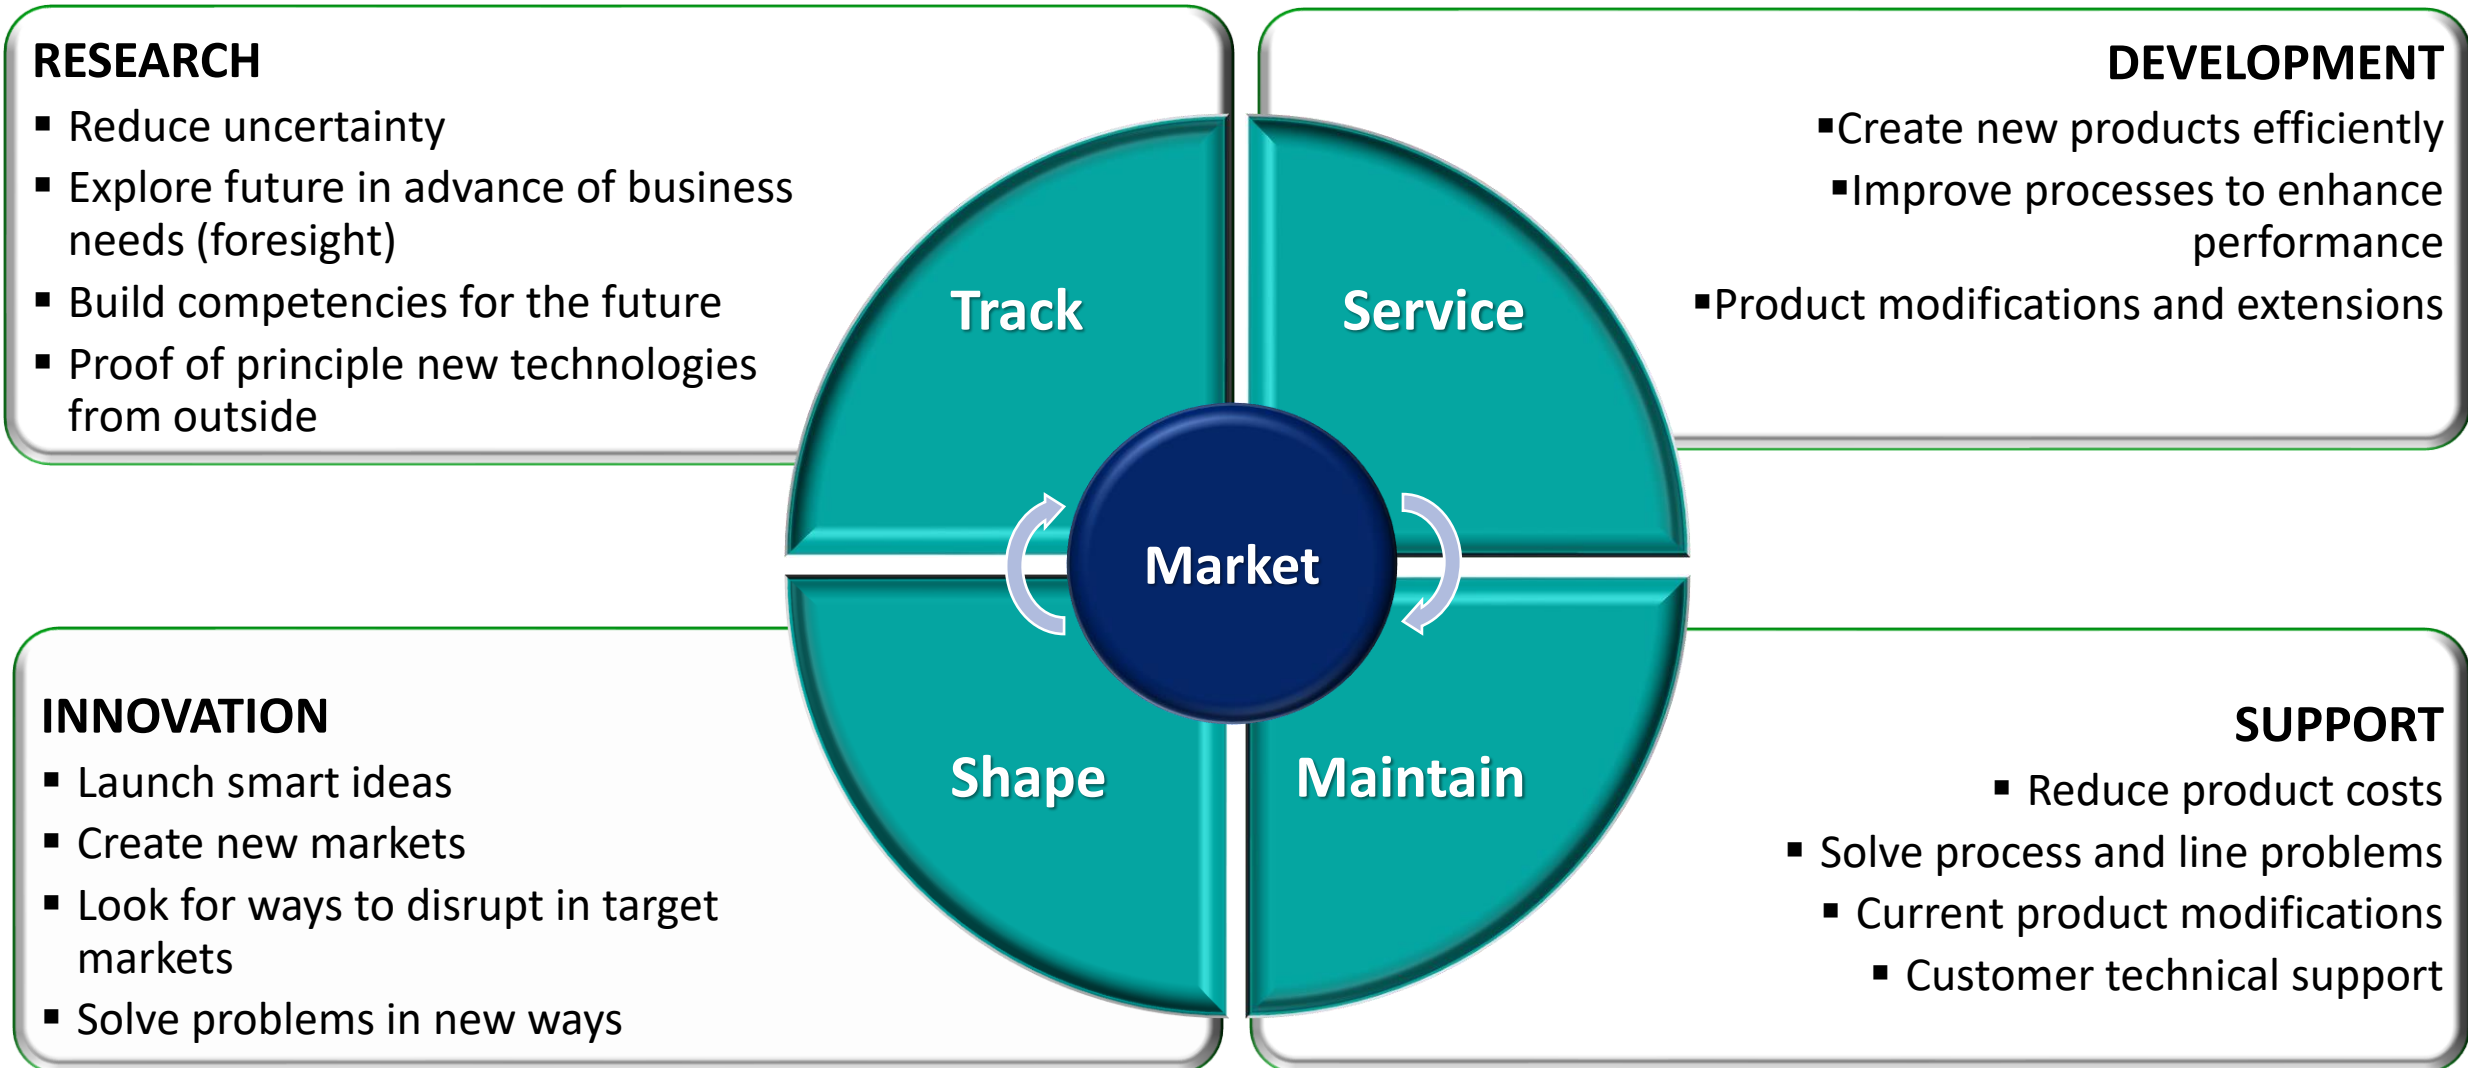 RESEARCH
▪ Reduce uncertainty
▪ Explore future in advance of business
needs (foresight)
▪ Build competencies for the future
▪ Proof of principle new technologies
from outside
DEVELOPMENT
▪Create new products efficiently
▪Improve processes to enhance
performance
▪Product modifications and extensions
Track
Service
Market
Shape
Maintain
INNOVATION
▪ Launch smart ideas
▪ Create new markets
▪ Look for ways to disrupt in target
markets
▪ Solve problems in new ways
SUPPORT
▪ Reduce product costs
▪ Solve process and line problems
▪ Current product modifications
▪ Customer technical support